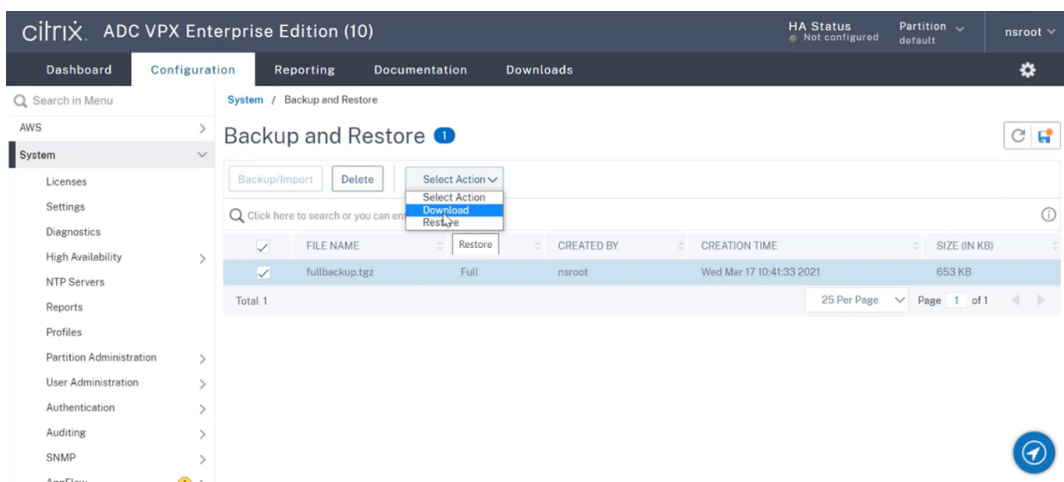 citrix. ADC VPX Enterprise Edition (10)
HA Status
Not configured
Partition
default
nsroot
Dashboard Configuration Reporting Documentation Downloads
Search in Menu
AWS
System
Licenses
Settings
Diagnostics
High Availability
NTP Servers
Reports
Profiles
Partition Administration
User Administration
Authentication
Auditing
SNMP
AppFlow
System / Backup and Restore
Backup and Restore 1
Backup/Import Delete Select Action
Select Action
Download
Restore
Click here to search or you can
Restore
FILE NAME CREATED BY CREATION TIME SIZE (IN KB)
fullbackup.tgz Full nsroot Wed Mar 17 10:41:33 2021 653 KB
Total 1 25 Per Page Page 1 of 1